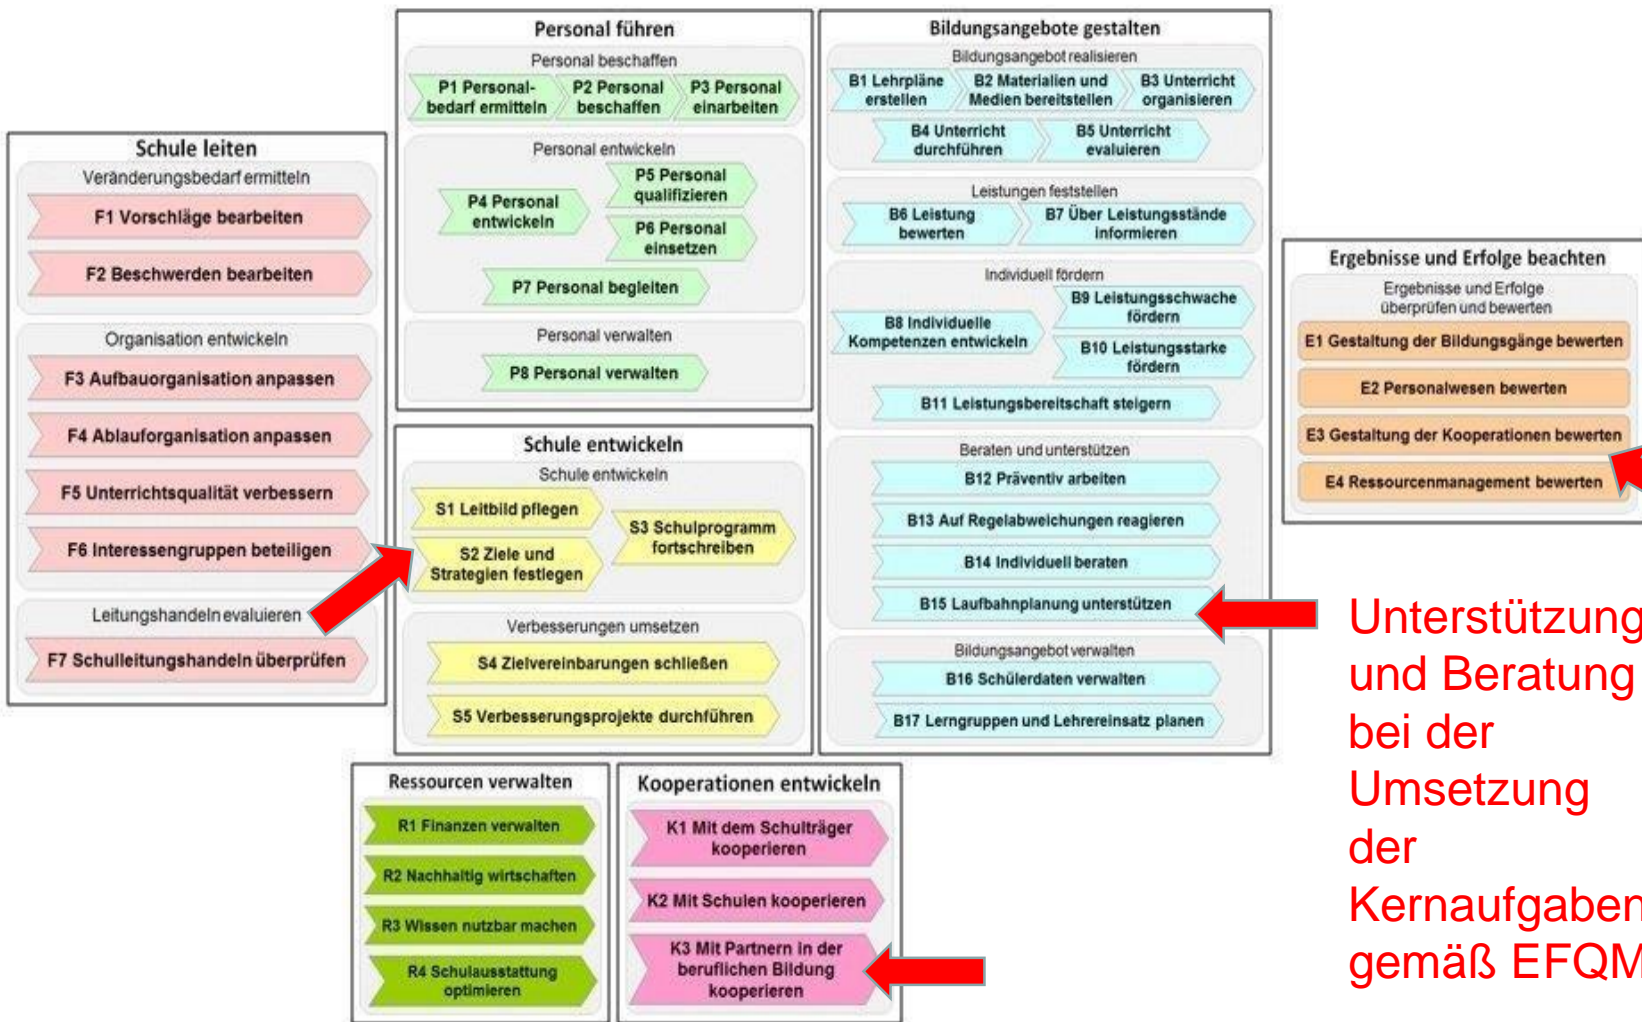 Schule leiten
Veränderungsbedarf ermitteln
F1 Vorschläge bearbeiten
F2 Beschwerden bearbeiten
Organisation entwickeln
F3 Aufbauorganisation anpassen
F4 Ablauforganisation anpassen
F5 Unterrichtsqualität verbessern
F6 Interessengruppen beteiligen
Leitungshandeln evaluieren
F7 Schulleitungshandeln überprüfen
Personal führen
Personal beschaffen
P1 Personal-
bedarf ermitteln
P2 Personal
beschaffen
P3 Personal
einarbeiten
Personal entwickeln
P4 Personal
entwickeln
P5 Personal
qualifizieren
P6 Personal
einsetzen
P7 Personal begleiten
Personal verwalten
P8 Personal verwalten
Schule entwickeln
Schule entwickeln
S1 Leitbild pflegen
S2 Ziele und
Strategien festlegen
S3 Schulprogramm
fortschreiben
Verbesserungen umsetzen
S4 Zielvereinbarungen schließen
S5 Verbesserungsprojekte durchführen
Bildungsangebote gestalten
Bildungsangebot realisieren
B1 Lehrpläne
erstellen
B2 Materialien und
Medien bereitstellen
B3 Unterricht
organisieren
B4 Unterricht
durchführen
B5 Unterricht
evaluieren
Leistungen feststellen
B6 Leistung
bewerten
B7 Über Leistungsstände
informieren
Individuell fördern
B8 Individuelle
Kompetenzen entwickeln
B9 Leistungsschwache
fördern
B10 Leistungsstarke
fördern
B11 Leistungsbereitschaft steigern
Beraten und unterstützen
B12 Präventiv arbeiten
B13 Auf Regelabweichungen reagieren
B14 Individuell beraten
B15 Laufbahnplanung unterstützen
Bildungsangebot verwalten
B16 Schülerdaten verwalten
B17 Lerngruppen und Lehrereinsatz planen
Ergebnisse und Erfolge beachten
Ergebnisse und Erfolge
überprüfen und bewerten
E1 Gestaltung der Bildungsgänge bewerten
E2 Personalwesen bewerten
E3 Gestaltung der Kooperationen bewerten
E4 Ressourcenmanagement bewerten
Unterstützung
und Beratung
bei der
Umsetzung
der
Kernaufgaben
gemäß EFQM
Ressourcen verwalten
R1 Finanzen verwalten
R2 Nachhaltig wirtschaften
R3 Wissen nutzbar machen
R4 Schulausstattung
optimieren
Kooperationen entwickeln
K1 Mit dem Schulträger
kooperieren
K2 Mit Schulen kooperieren
K3 Mit Partnern in der
beruflichen Bildung
kooperieren